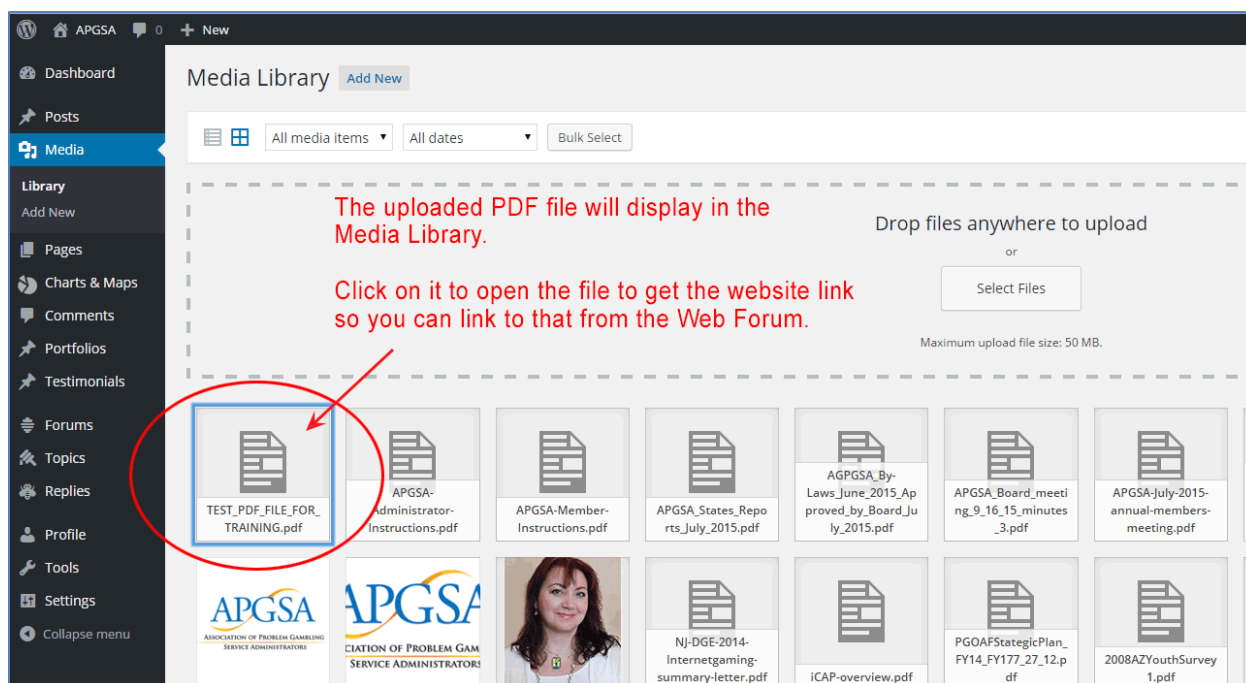 APGSA 0 + New
Dashboard
Posts
Media
Library
Add New
Pages
Charts & Maps
Comments
Portfolios
Testimonials
Forums
Topics
Replies
Profile
Tools
Settings
Collapse menu
Media Library Add New
All media items All dates Bulk Select
The uploaded PDF file will display in the
Media Library.
Click on it to open the file to get the website link
so you can link to that from the Web Forum.
Drop files anywhere to upload
or
Select Files
Maximum upload file size: 50 MB.
TEST_PDF_FILE_FOR_
TRAINING.pdf
APGSA-
Administrator-
Instructions.pdf
APGSA-Member-
Instructions.pdf
APGSA_States_Repo
rts_July_2015.pdf
AGPGSA_By-
Laws_June_2015_Ap
proved_by_Board_Ju
ly_2015.pdf
APGSA_Board_meeti
ng_9_16_15_minutes
_3.pdf
APGSA-July-2015-
annual-members-
meeting.pdf
APGSA
Association of Problem Gambling
Service Administrators
APGSA
CIATION OF PROBLEM GAM
SERVICE ADMINISTRATORS
NJ-DGE-2014-
Internetgaming-
summary-letter.pdf
iCAP-overview.pdf
PGOAFStategicPlan_
FY14_FY177_27_12.p
df
2008AZYouthSurvey
1.pdf